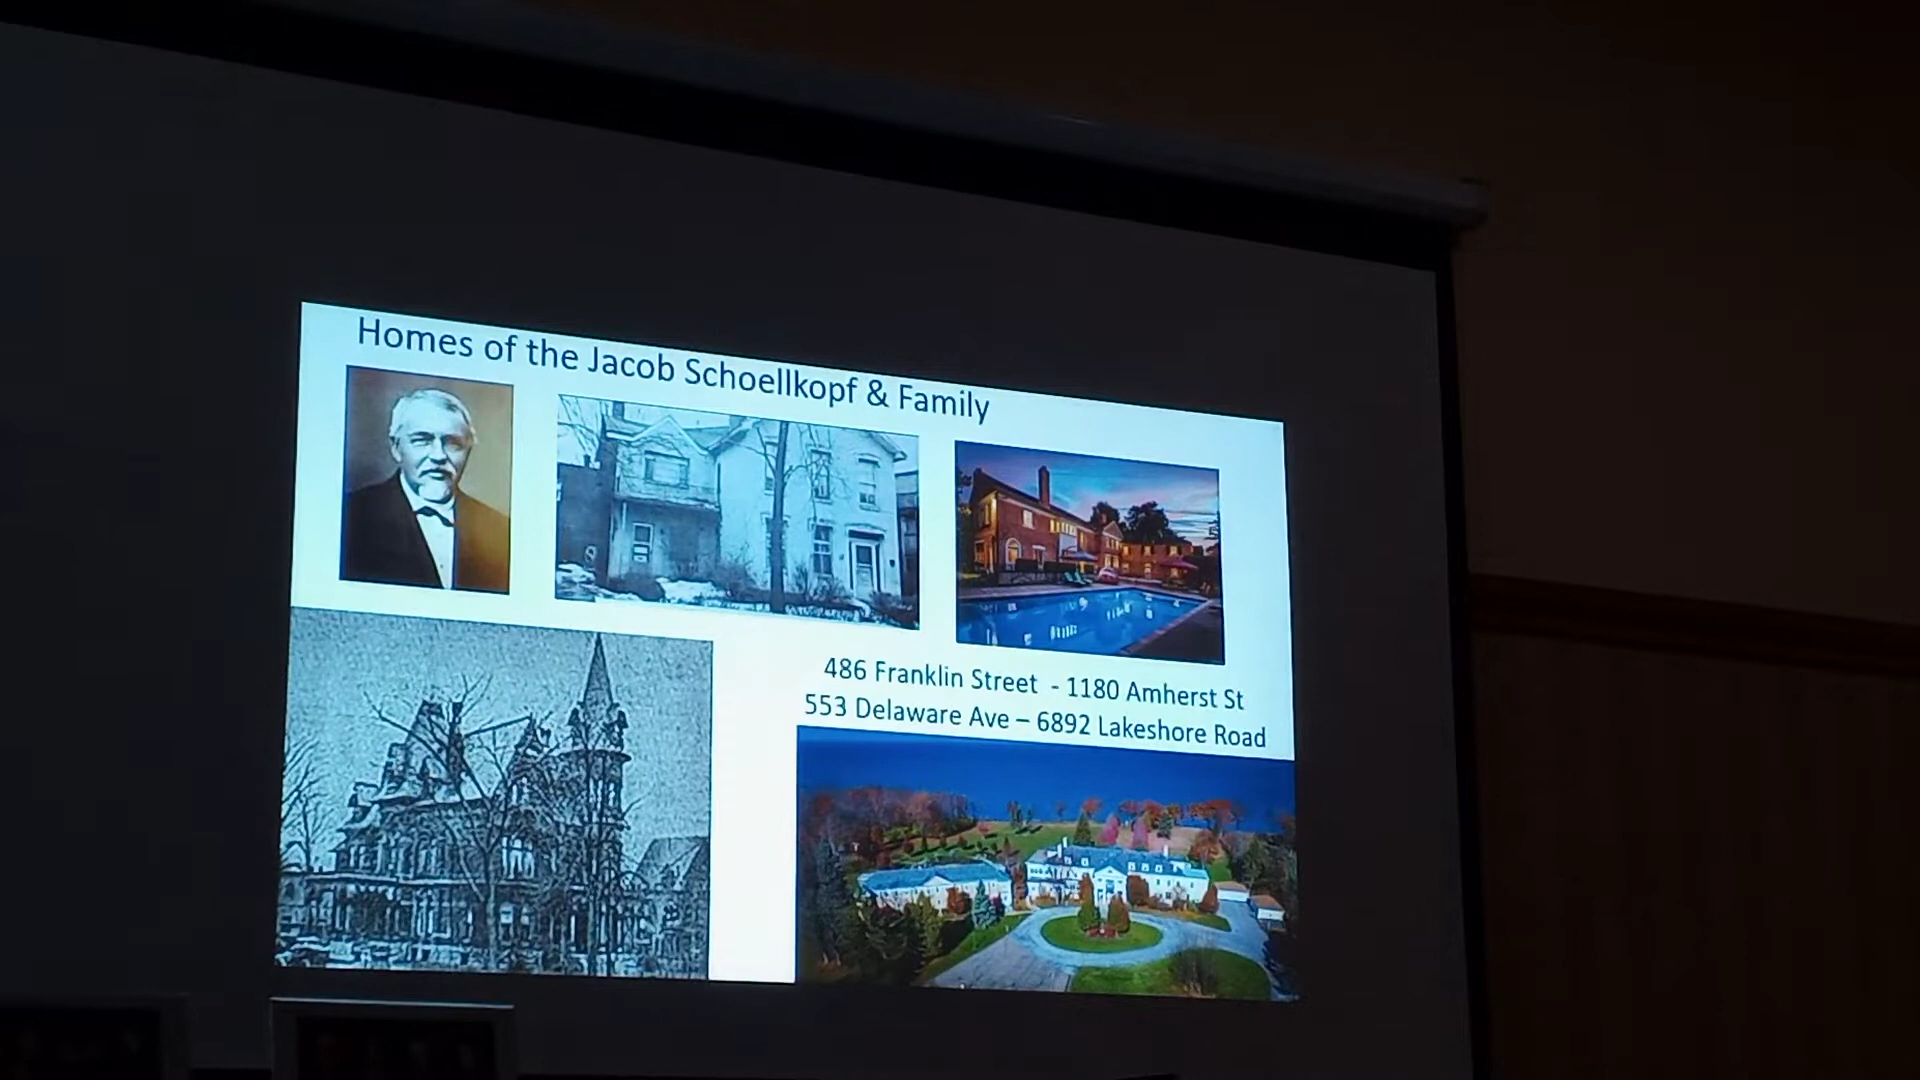 Homes of the Jacob Schoellkopf & Family
486 Franklin Street - 1180 Amherst St
553 Delaware Ave – 6892 Lakeshore Road